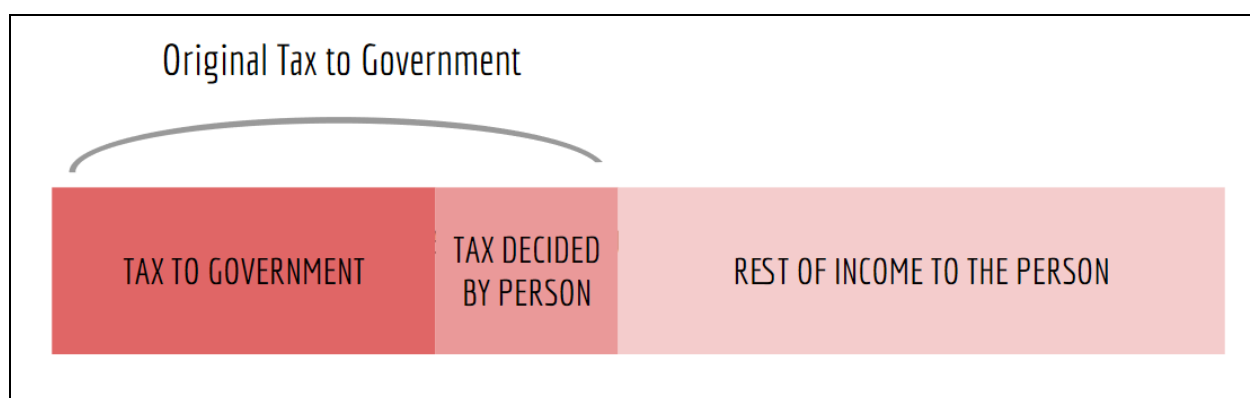 Original Tax to Government
TAX TO GOVERNMENT
TAX DECIDED
BY PERSON
REST OF INCOME TO THE PERSON